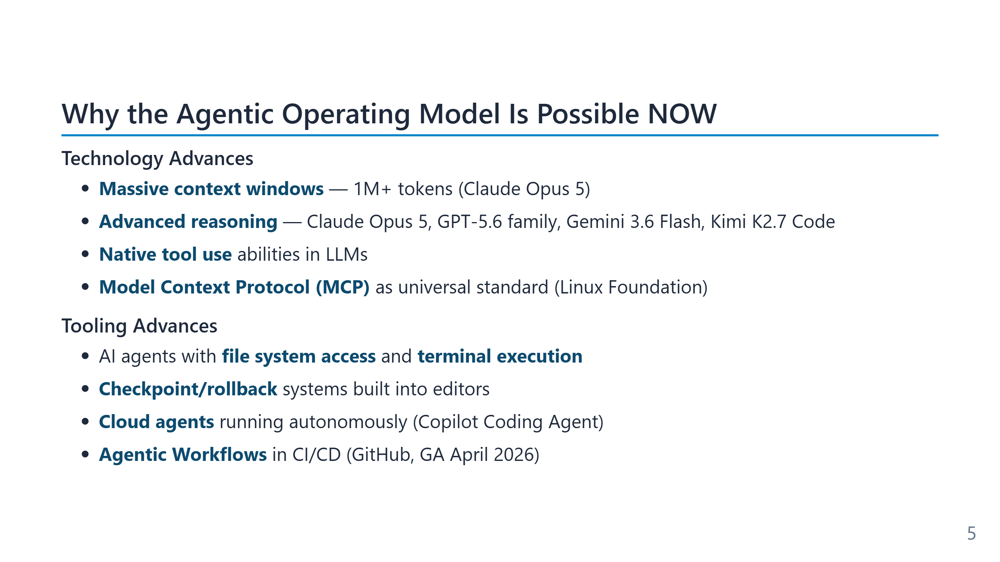 Why the Agentic Operating Model Is Possible NOW
Technology Advances
• Massive context windows — 1M+ tokens (Claude Opus 5)
• Advanced reasoning — Claude Opus 5, GPT-5.6 family, Gemini 3.6 Flash, Kimi K2.7 Code
• Native tool use abilities in LLMs
• Model Context Protocol (MCP) as universal standard (Linux Foundation)
Tooling Advances
• AI agents with file system access and terminal execution
• Checkpoint/rollback systems built into editors
• Cloud agents running autonomously (Copilot Coding Agent)
• Agentic Workflows in CI/CD (GitHub, GA April 2026)
5